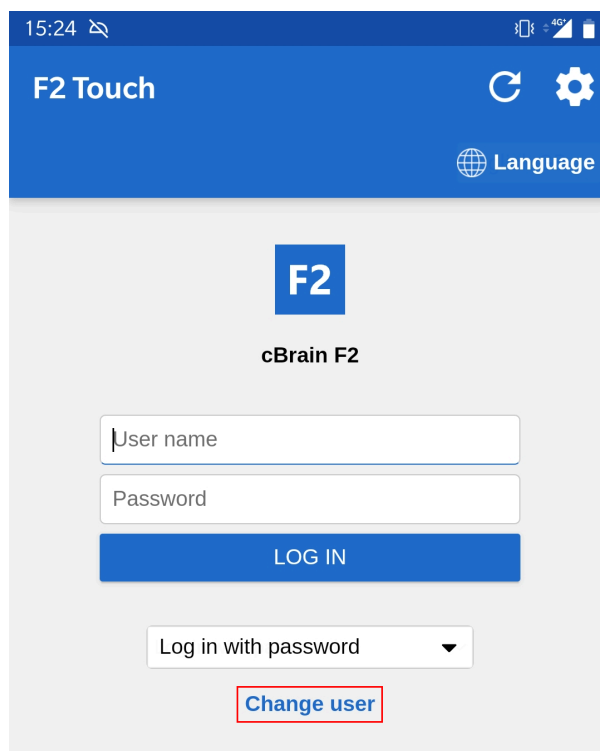 15:24
4G+
F2 Touch
Language
F2
cBrain F2
User name
Password
LOG IN
Log in with password
Change user